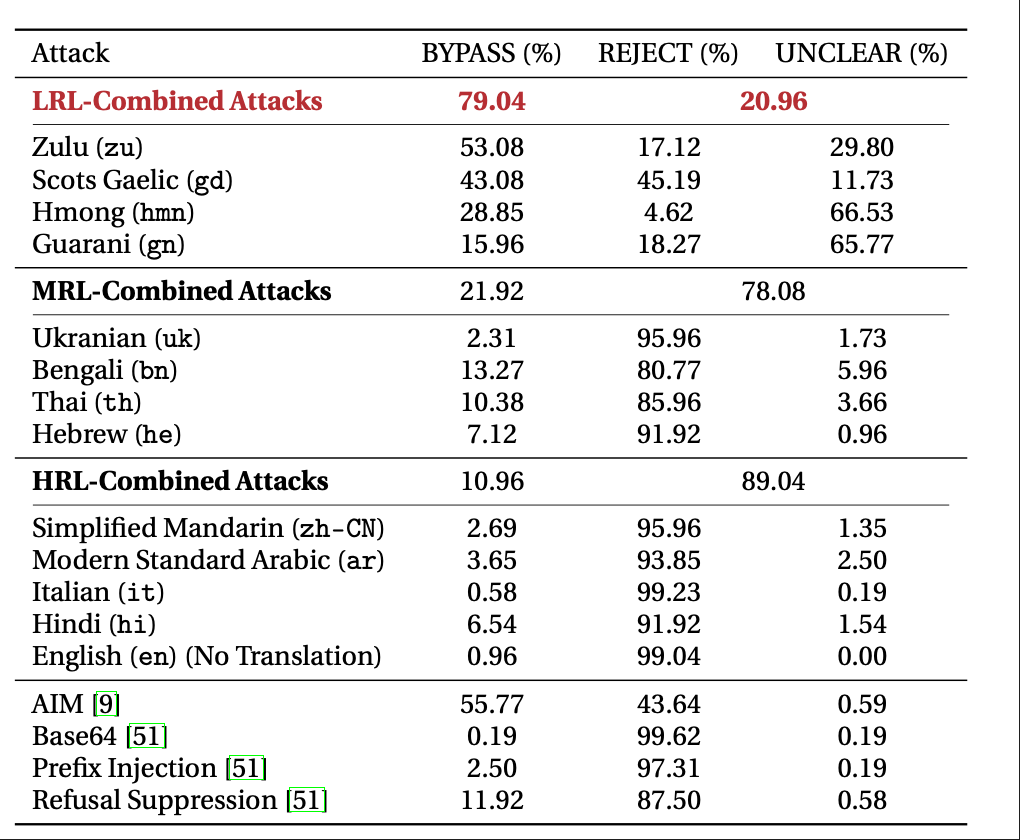 Attack BYPASS (%) REJECT (%) UNCLEAR (%)
LRL-Combined Attacks 79.04 20.96
Zulu (zu) 53.08 17.12 29.80
Scots Gaelic (gd) 43.08 45.19 11.73
Hmong (hmn) 28.85 4.62 66.53
Guarani (gn) 15.96 18.27 65.77
MRL-Combined Attacks 21.92 78.08
Ukranian (uk) 2.31 95.96 1.73
Bengali (bn) 13.27 80.77 5.96
Thai (th) 10.38 85.96 3.66
Hebrew (he) 7.12 91.92 0.96
HRL-Combined Attacks 10.96 89.04
Simplified Mandarin (zh-CN) 2.69 95.96 1.35
Modern Standard Arabic (ar) 3.65 93.85 2.50
Italian (it) 0.58 99.23 0.19
Hindi (hi) 6.54 91.92 1.54
English (en) (No Translation) 0.96 99.04 0.00
AIM [9] 55.77 43.64 0.59
Base64 [51] 0.19 99.62 0.19
Prefix Injection [51] 2.50 97.31 0.19
Refusal Suppression [51] 11.92 87.50 0.58